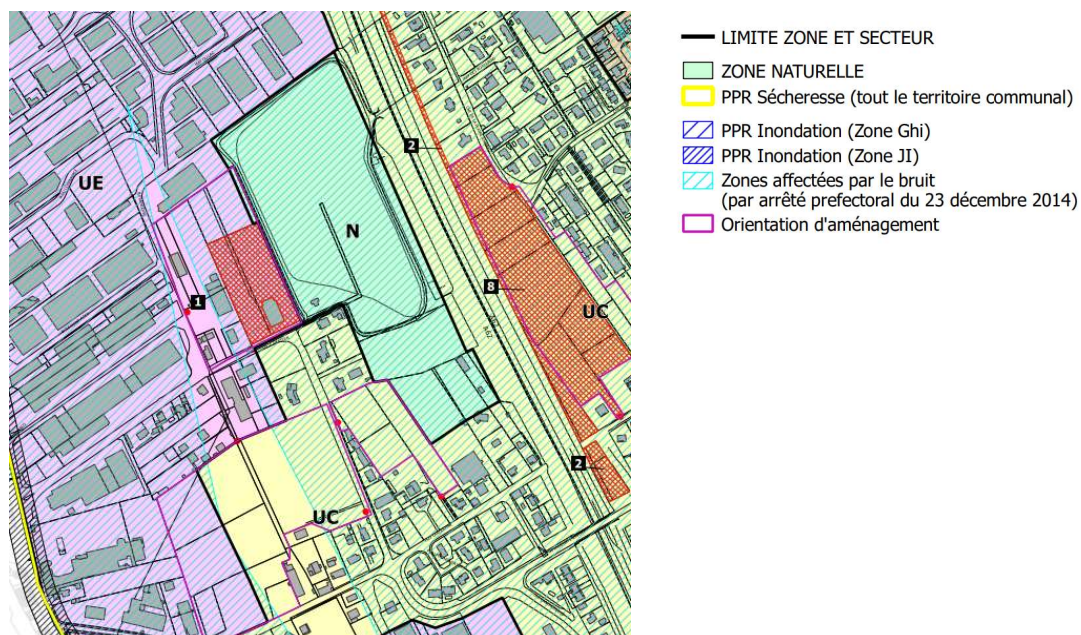 LIMITE ZONE ET SECTEUR
ZONE NATURELLE
PPR Sécheresse (tout le territoire communal)
PPR Inondation (Zone Ghi)
PPR Inondation (Zone JI)
Zones affectées par le bruit
(par arrêté prefectoral du 23 décembre 2014)
Orientation d'aménagement
2
UE
N
8
1
UC
2
UC